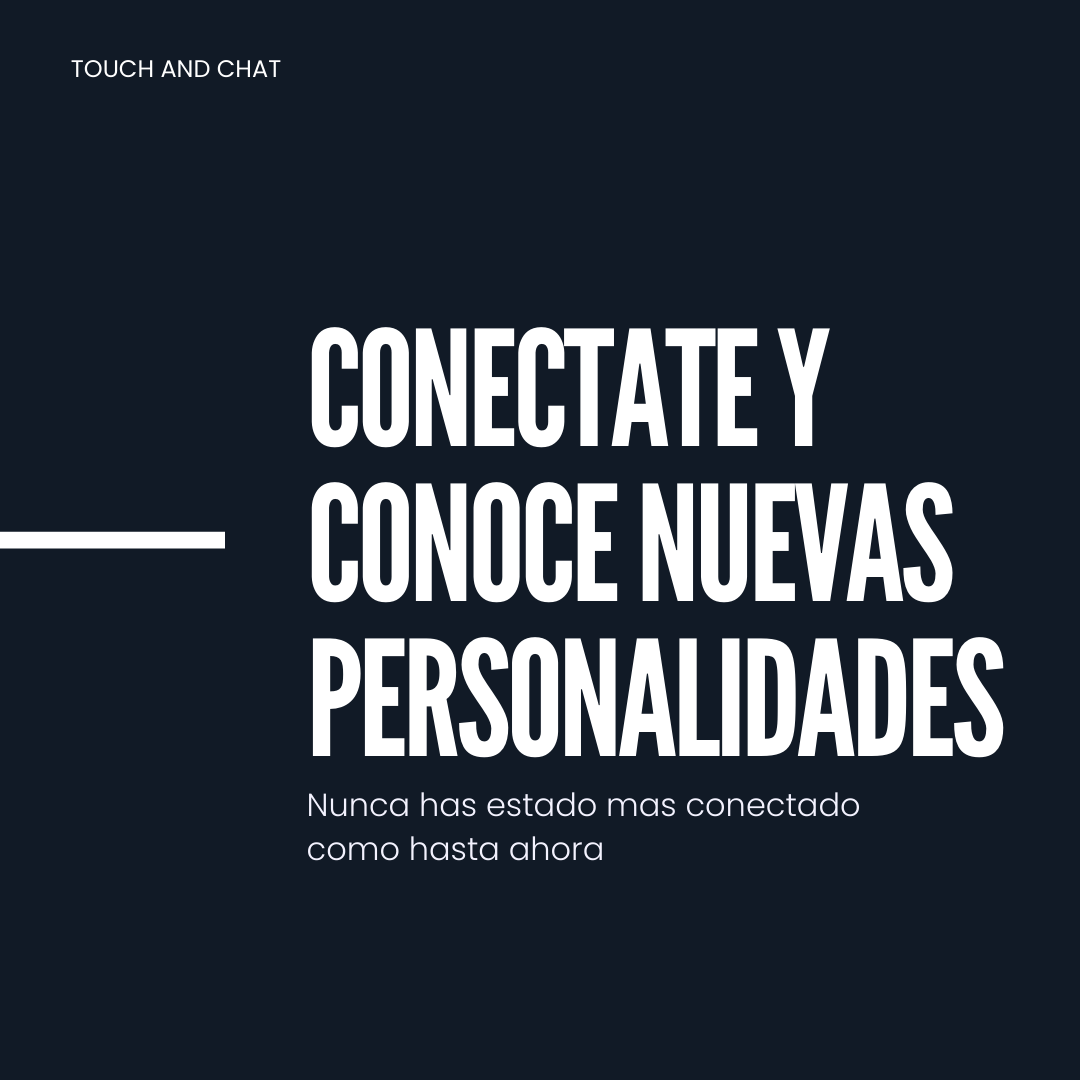 TOUCH AND CHAT
CONECTATE Y
CONOCE NUEVAS
PERSONALIDADES
Nunca has estado mas conectado
como hasta ahora